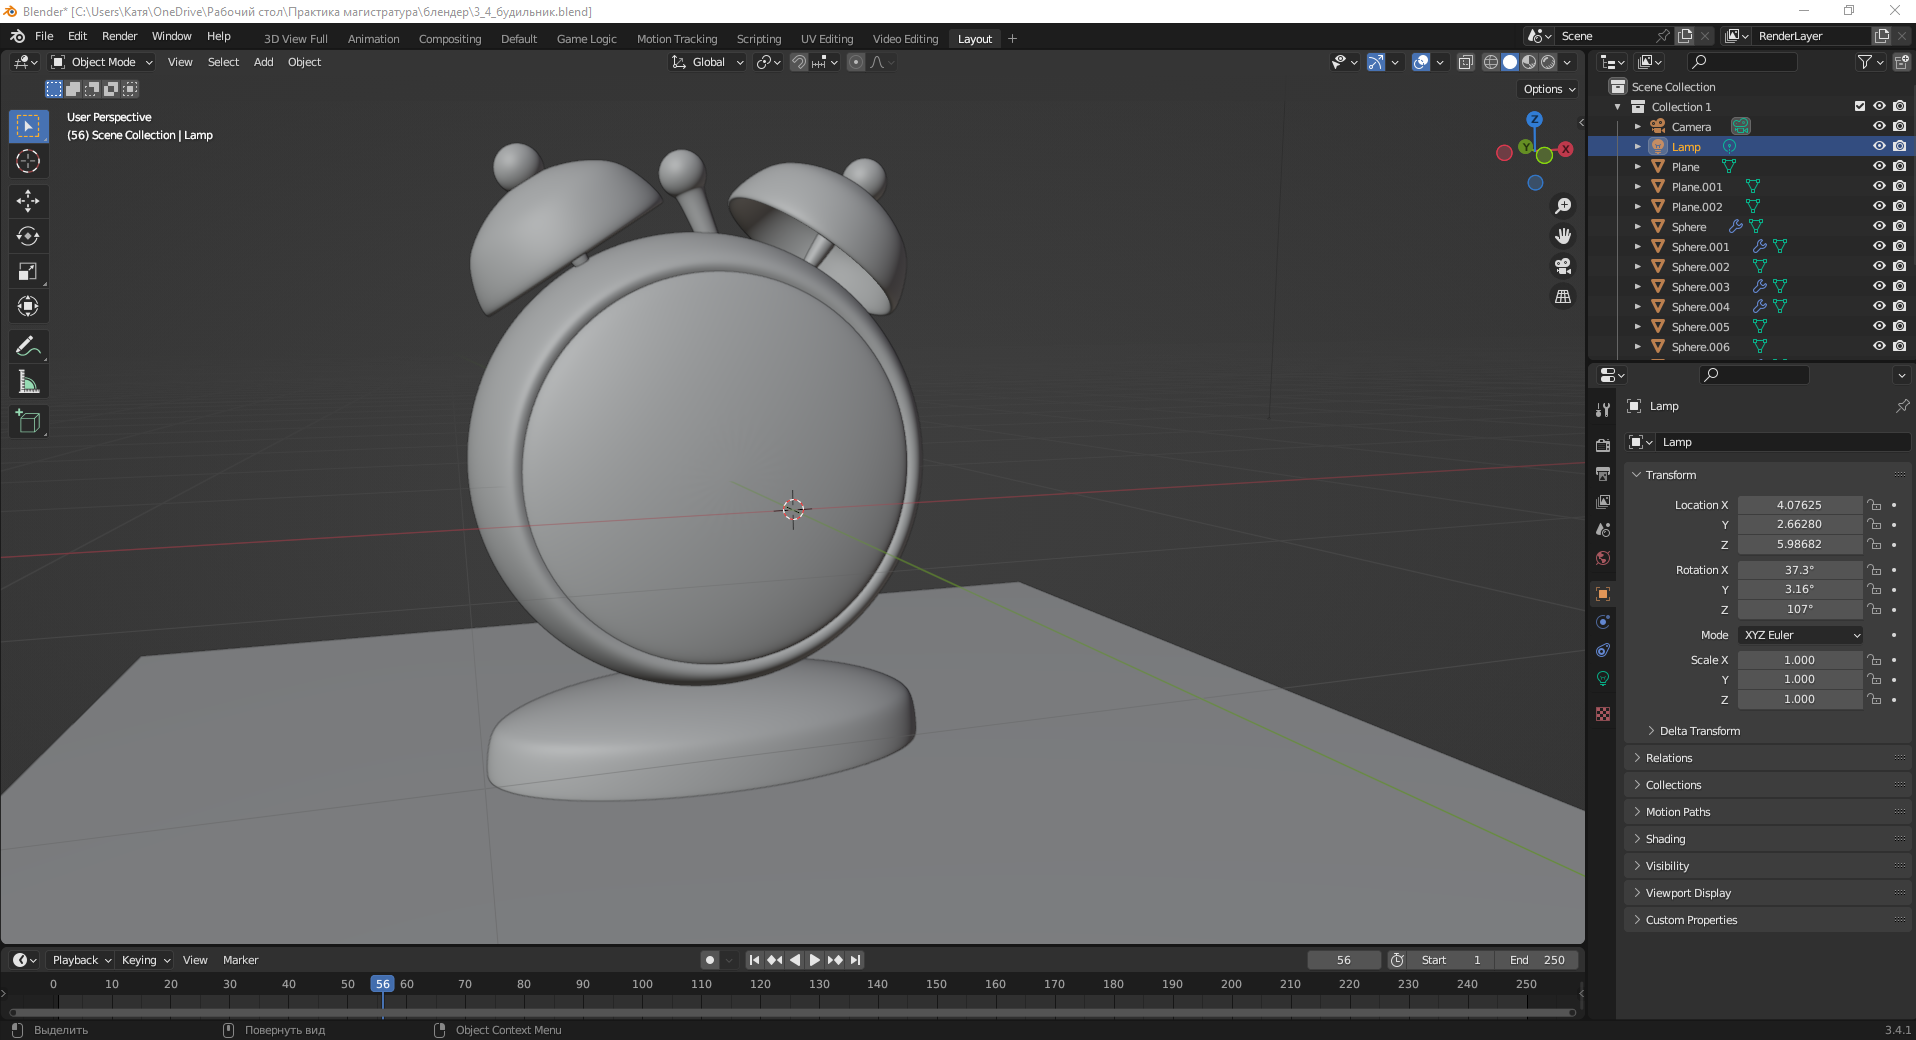 Blender* [C:\Users\Катя\OneDrive\Рабочий стол\Практика магистратура\блендер\3_4_будильник.blend]
File Edit Render Window Help 3D View Full Animation Compositing Default Game Logic Motion Tracking Scripting UV Editing Video Editing Layout + Scene RenderLayer
Object Mode View Select Add Object Global
Options
User Perspective
(56) Scene Collection | Lamp
Z
Y
X
Scene Collection
Collection 1
Camera
Lamp
Plane
Plane.001
Plane.002
Sphere
Sphere.001
Sphere.002
Sphere.003
Sphere.004
Sphere.005
Sphere.006
Lamp
Lamp
Transform
Location X 4.07625
Y 2.66280
Z 5.98682
Rotation X 37.3°
Y 3.16°
Z 107°
Mode XYZ Euler
Scale X 1.000
Y 1.000
Z 1.000
Delta Transform
Relations
Collections
Motion Paths
Shading
Visibility
Viewport Display
Custom Properties
Playback Keying View Marker 56 Start 1 End 250
0 10 20 30 40 50 56 60 70 80 90 100 110 120 130 140 150 160 170 180 190 200 210 220 230 240 250
Выделить Повернуть вид Object Context Menu 3.4.1